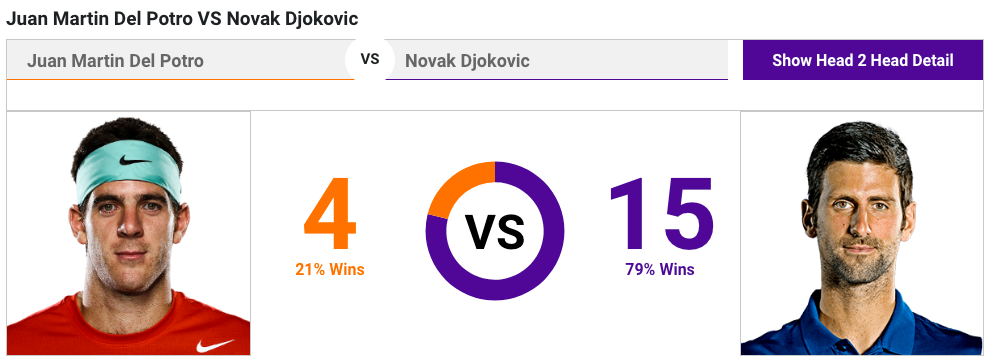 Juan Martin Del Potro VS Novak Djokovic
Juan Martin Del Potro VS Novak Djokovic Show Head 2 Head Detail
4 VS 15
21% Wins 79% Wins